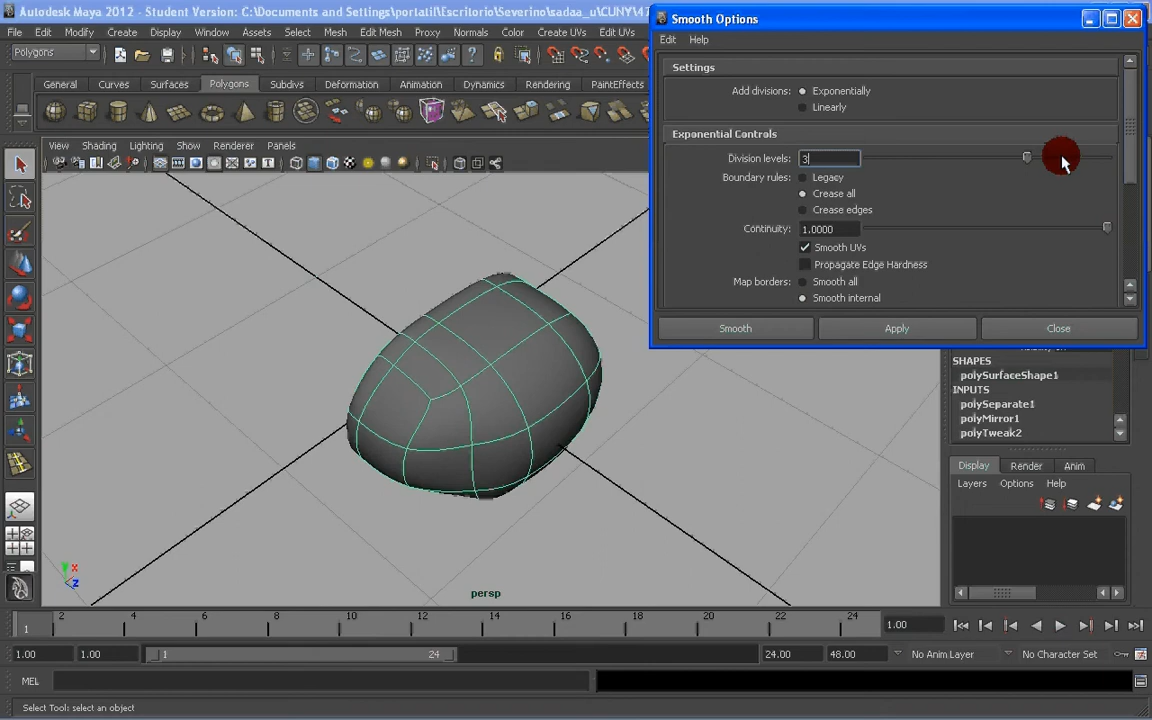 Autodesk Maya 2012 - Student Version: C:\Documents and Settings\portatil\Escritorio\Severino\sadaa_u\CUNY\4
File Edit Modify Create Display Window Assets Select Mesh Edit Mesh Proxy Normals Color Create UVs Edit UVs
Polygons
General Curves Surfaces Polygons Subdivs Deformation Animation Dynamics Rendering PaintEffects
View Shading Lighting Show Renderer Panels
Smooth Options
Edit Help
Settings
Add divisions: Exponentially
Linearly
Exponential Controls
Division levels: 3
Boundary rules: Legacy
Crease all
Crease edges
Continuity: 1.0000
Smooth UVs
Propagate Edge Hardness
Map borders: Smooth all
Smooth internal
Smooth Apply Close
SHAPES
polySurfaceShape1
INPUTS
polySeparate1
polyMirror1
polyTweak2
Display Render Anim
Layers Options Help
x
z
persp
2 4 6 8 10 12 14 16 18 20 22 24
1 1.00
1.00 1.00 1 24 24.00 48.00 No Anim Layer No Character Set
MEL
Select Tool: select an object